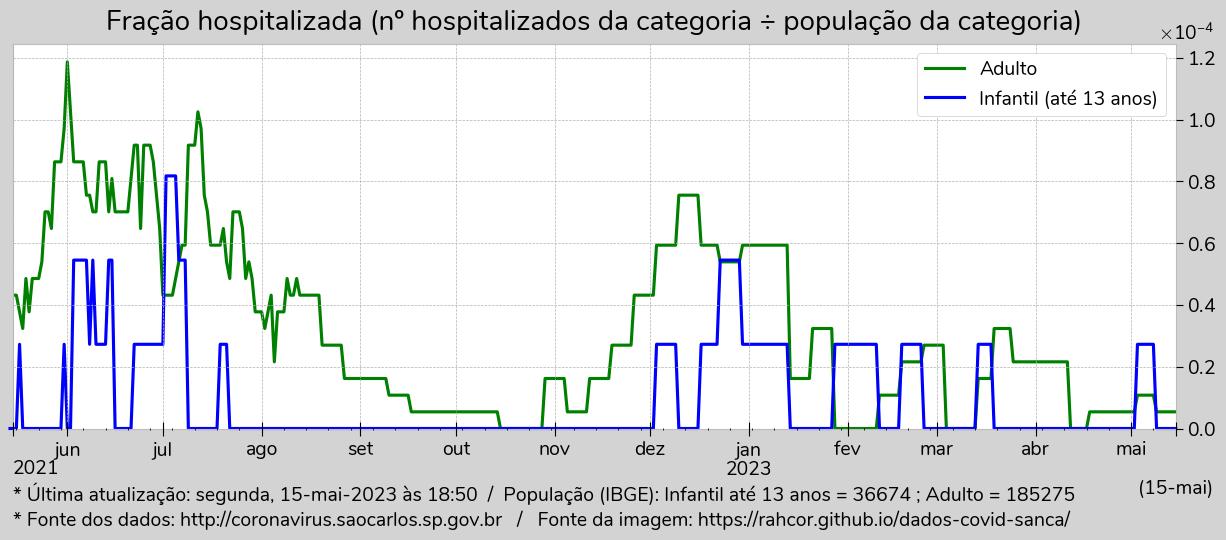 Fração hospitalizada (nº hospitalizados da categoria ÷ população da categoria)
×10⁻⁴
Adulto
Infantil (até 13 anos)
1.2
1.0
0.8
0.6
0.4
0.2
0.0
jun jul ago set out nov dez jan fev mar abr mai
2021 2023
(15-mai)
* Última atualização: segunda, 15-mai-2023 às 18:50 / População (IBGE): Infantil até 13 anos = 36674 ; Adulto = 185275
* Fonte dos dados: http://coronavirus.saocarlos.sp.gov.br / Fonte da imagem: https://rahcor.github.io/dados-covid-sanca/